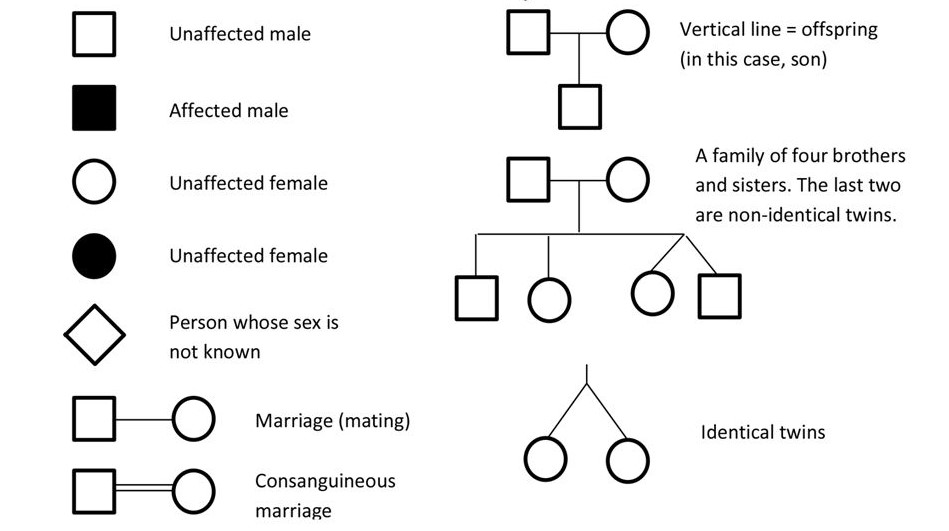 Unaffected male
Affected male
Unaffected female
Unaffected female
Person whose sex is
not known
Marriage (mating)
Consanguineous
marriage
Vertical line = offspring
(in this case, son)
A family of four brothers
and sisters. The last two
are non-identical twins.
Identical twins